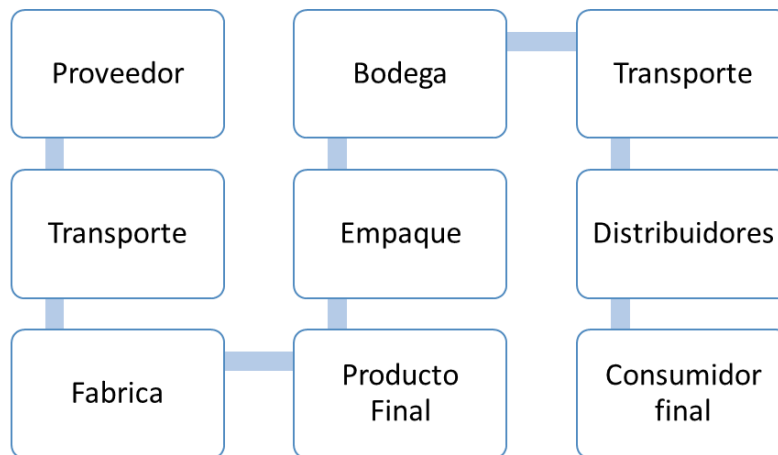 Proveedor
Transporte
Fabrica
Producto
Final
Empaque
Bodega
Transporte
Distribuidores
Consumidor
final